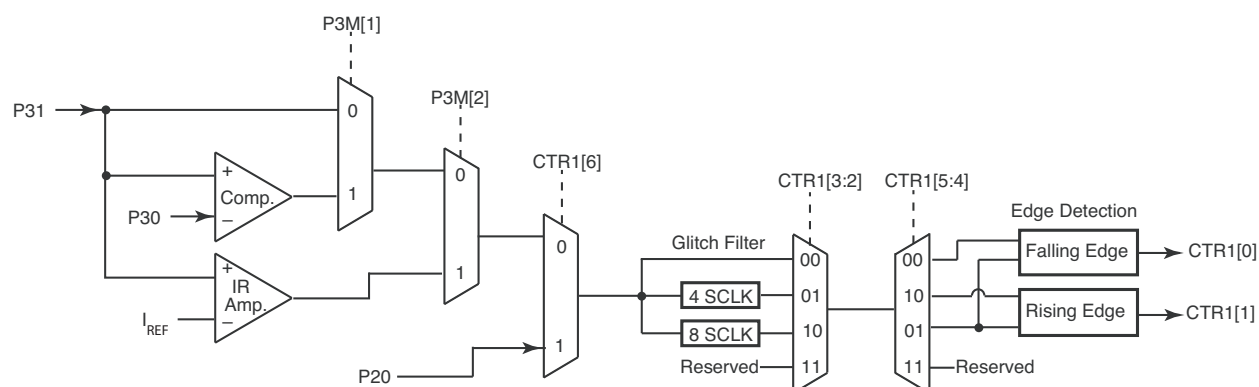 P3M[1]
P31
0
P3M[2]
CTR1[6]
CTR1[3:2]
CTR1[5:4]
+
Comp.
1
0
P30
–
Edge Detection
0
Glitch Filter
00
00
Falling Edge
CTR1[0]
+
IR
Amp.
1
4 SCLK
01
10
Rising Edge
CTR1[1]
IREF
–
8 SCLK
10
01
1
P20
Reserved
11
11
Reserved